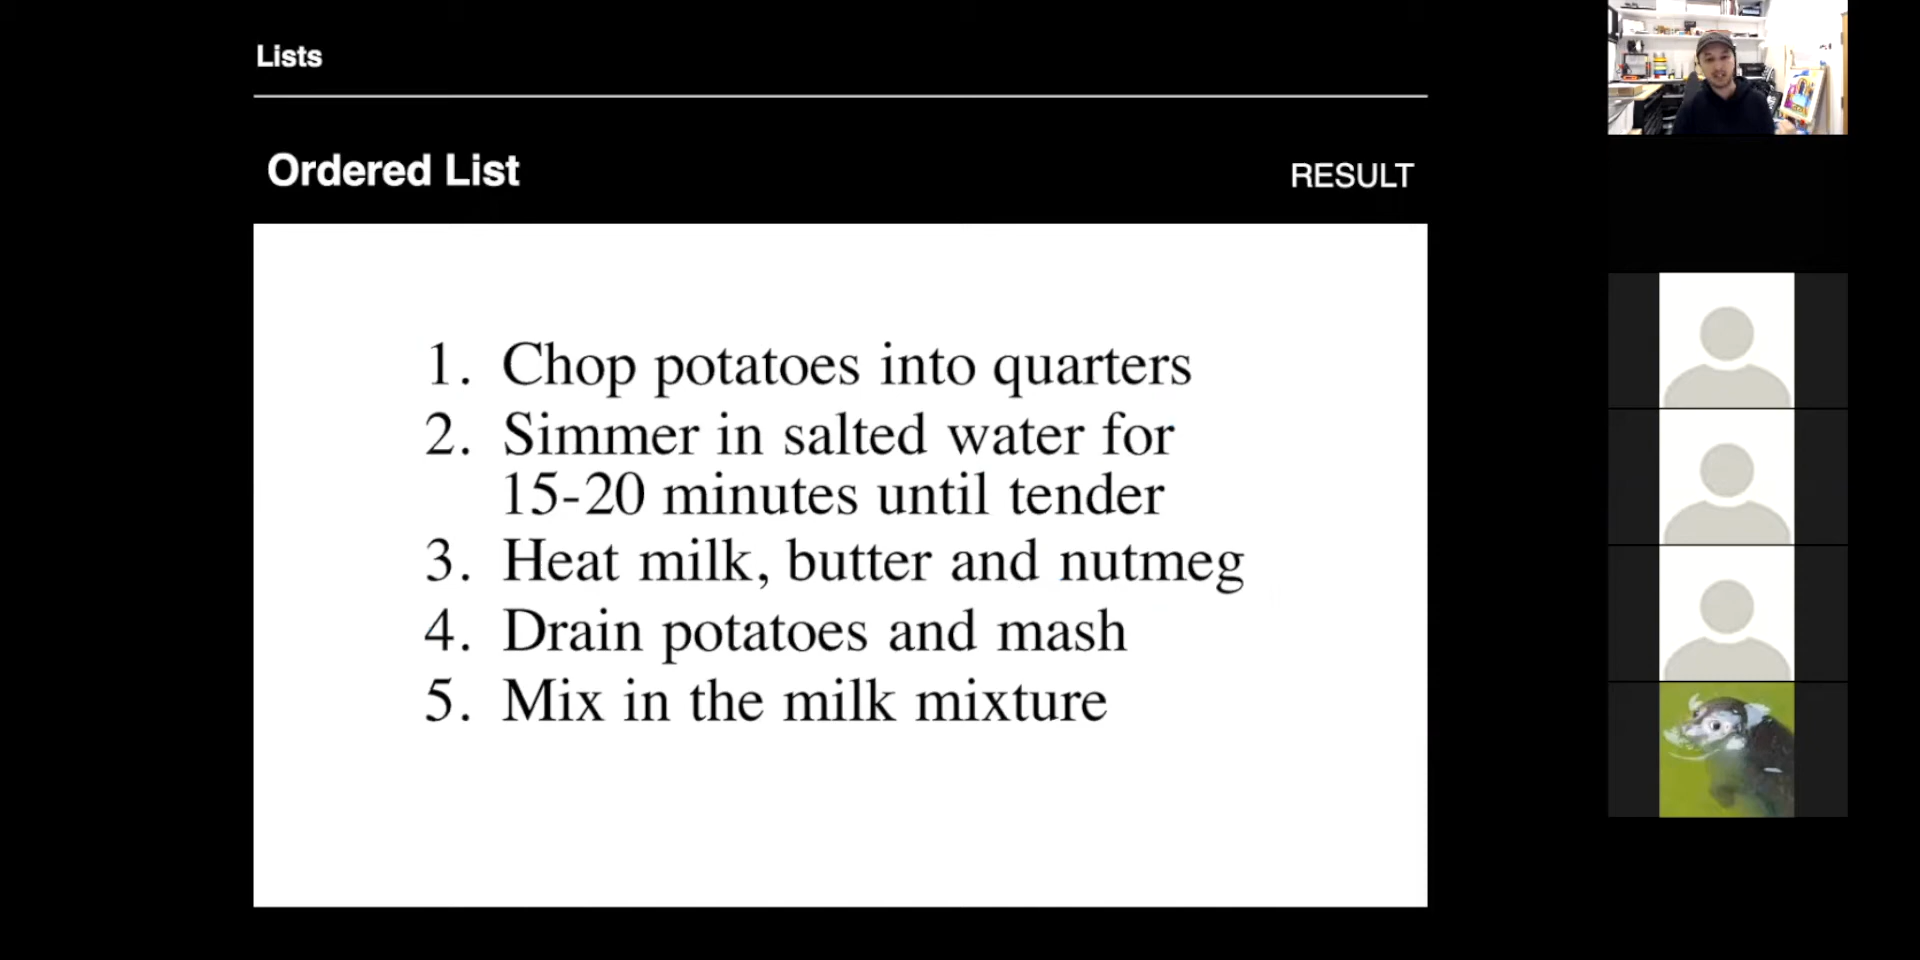 Lists
Ordered List
RESULT
1. Chop potatoes into quarters
2. Simmer in salted water for
15-20 minutes until tender
3. Heat milk, butter and nutmeg
4. Drain potatoes and mash
5. Mix in the milk mixture